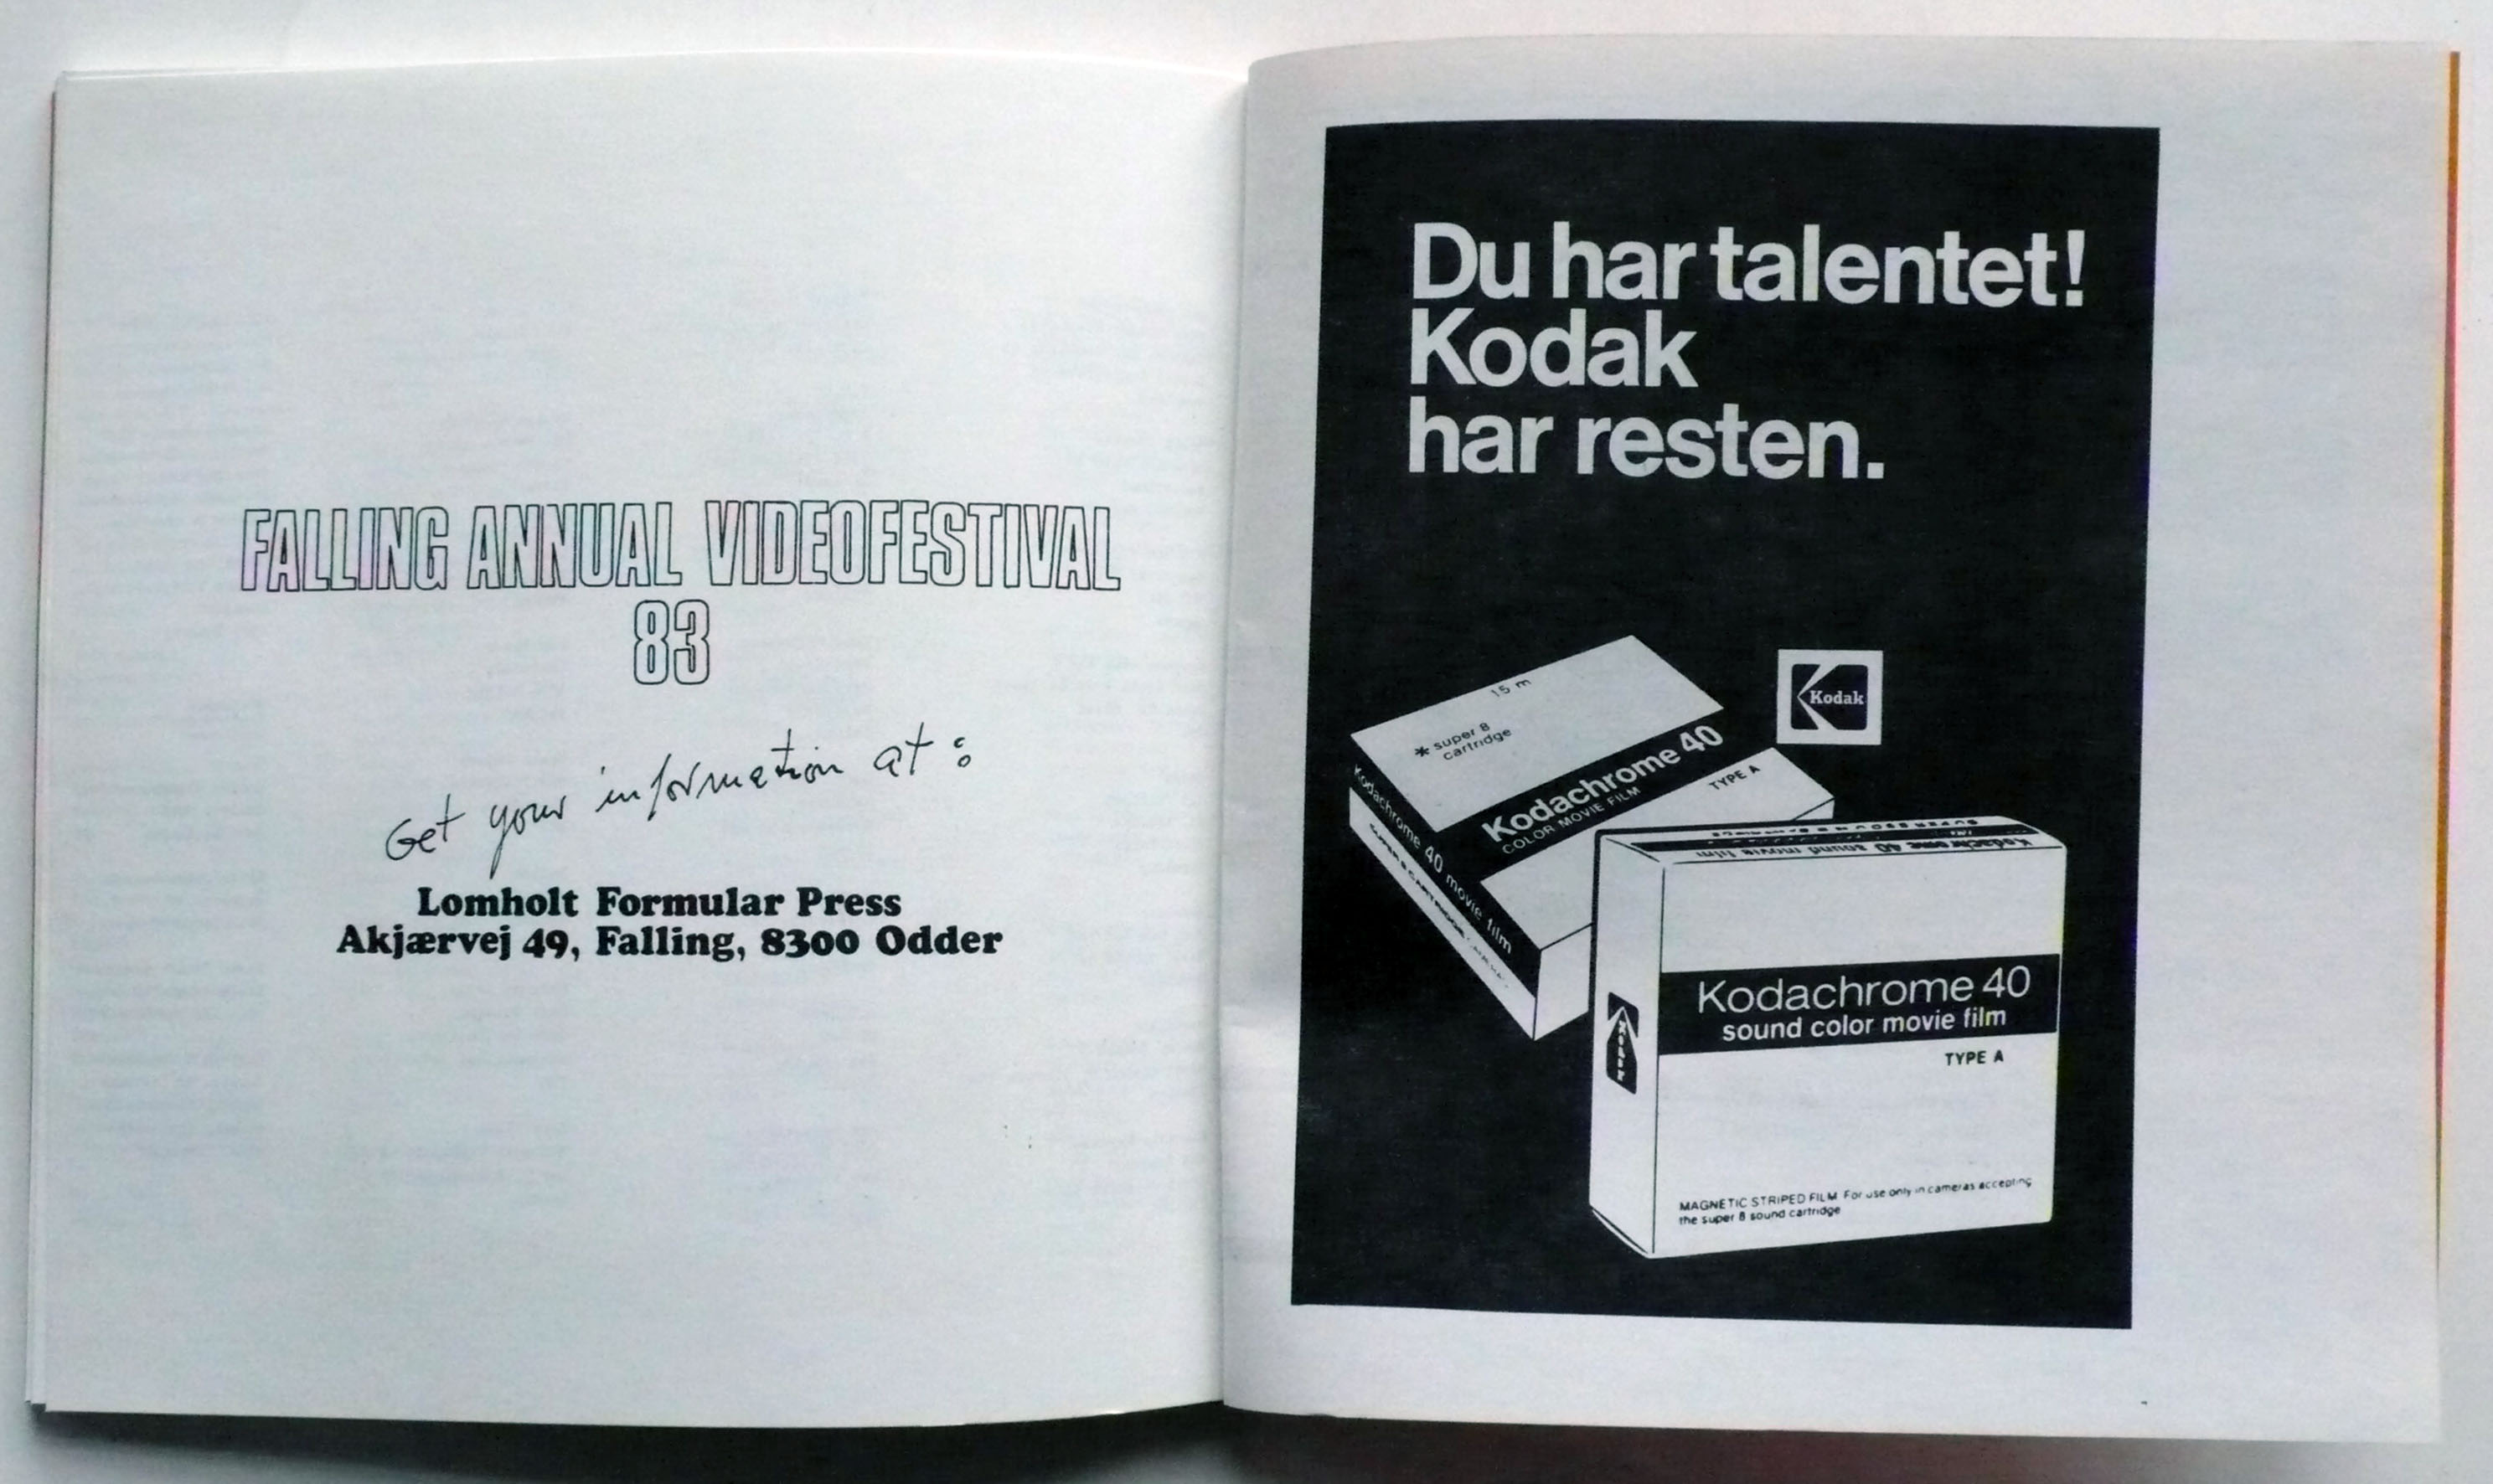 FALLING ANNUAL VIDEOFESTIVAL
83
Get your information at:
Lomholt Formular Press
Akjærvej 49, Falling, 8300 Odder
Du har talentet!
Kodak
har resten.
Kodak
15 m
* super 8
cartridge
Kodachrome 40
COLOR MOVIE FILM
TYPE A
Kodachrome 40 movie film
Kodachrome 40 sound movie film
Kodak
Kodachrome 40
sound color movie film
TYPE A
MAGNETIC STRIPED FILM For use only in cameras accepting
the super 8 sound cartridge